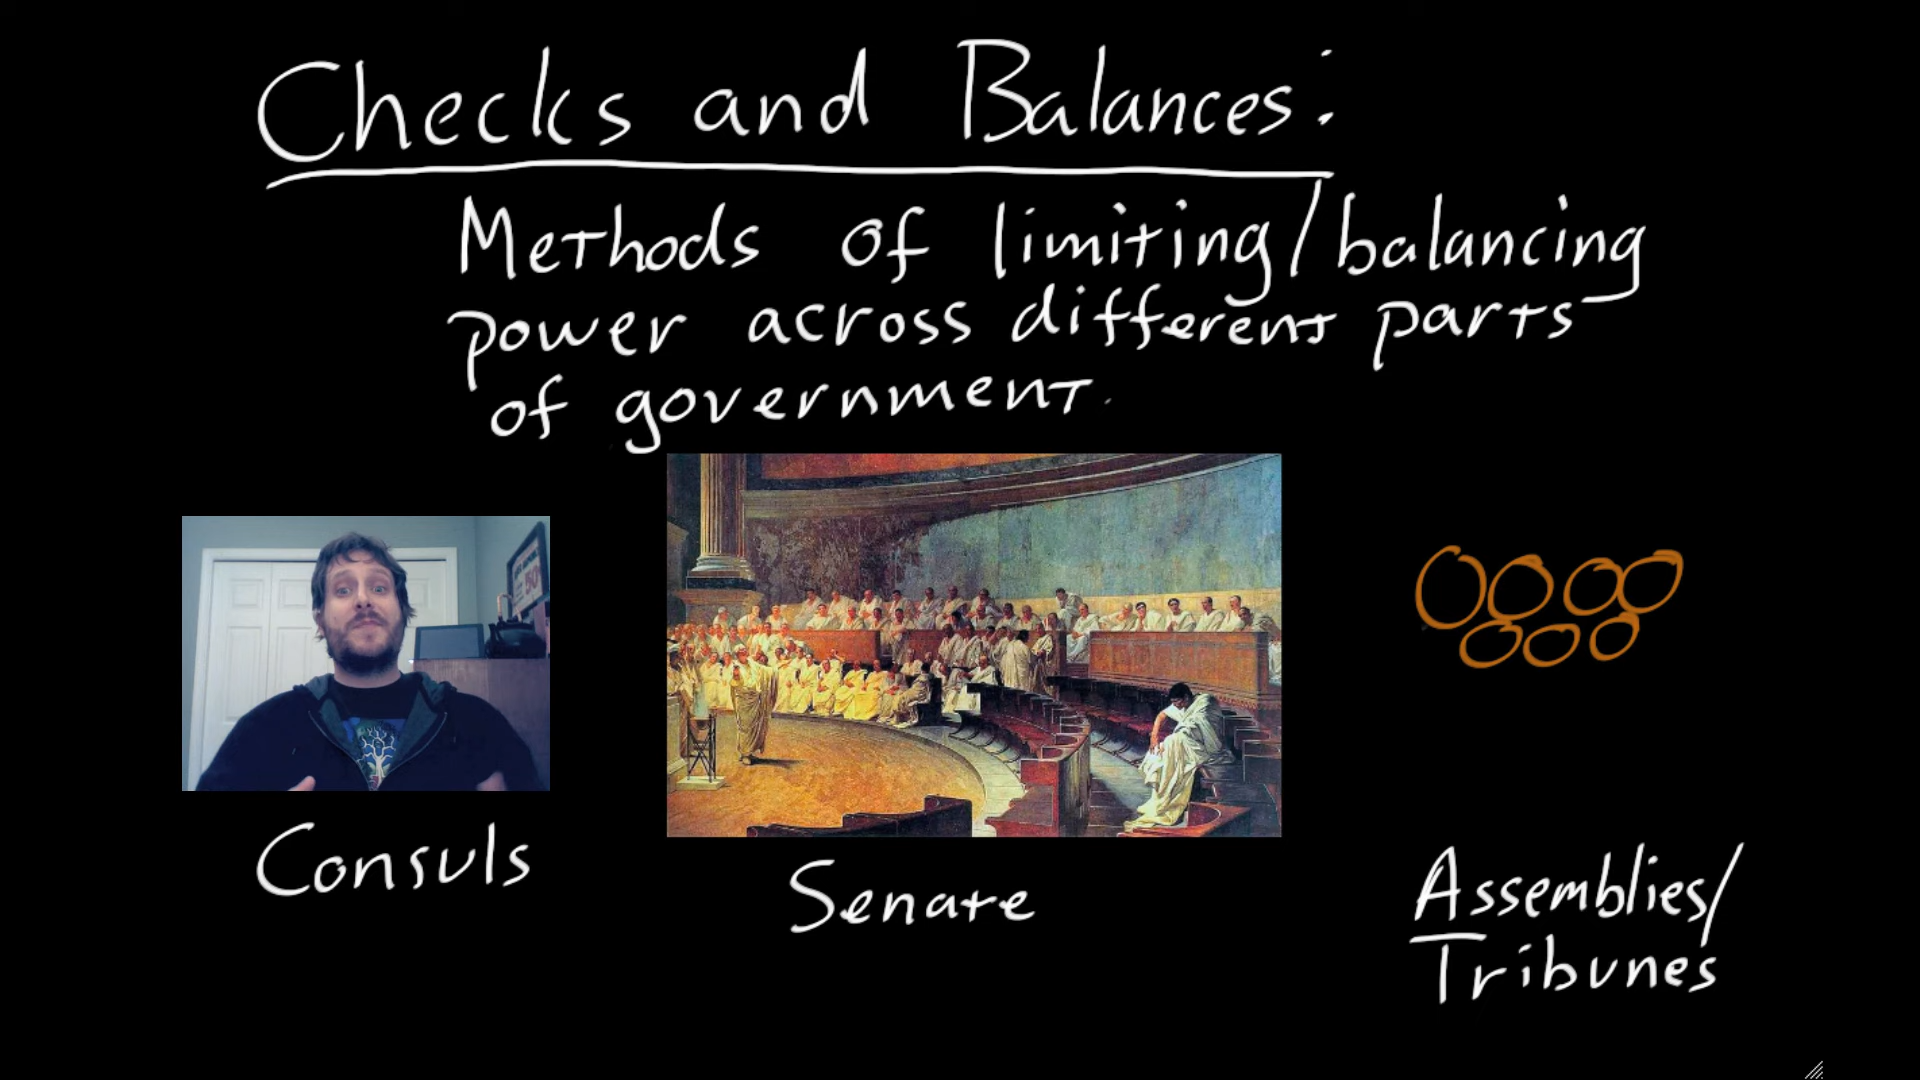 Checks and Balances:
Methods of limiting/balancing
power across different parts
of government.
Consuls
Senate
Assemblies/
Tribunes